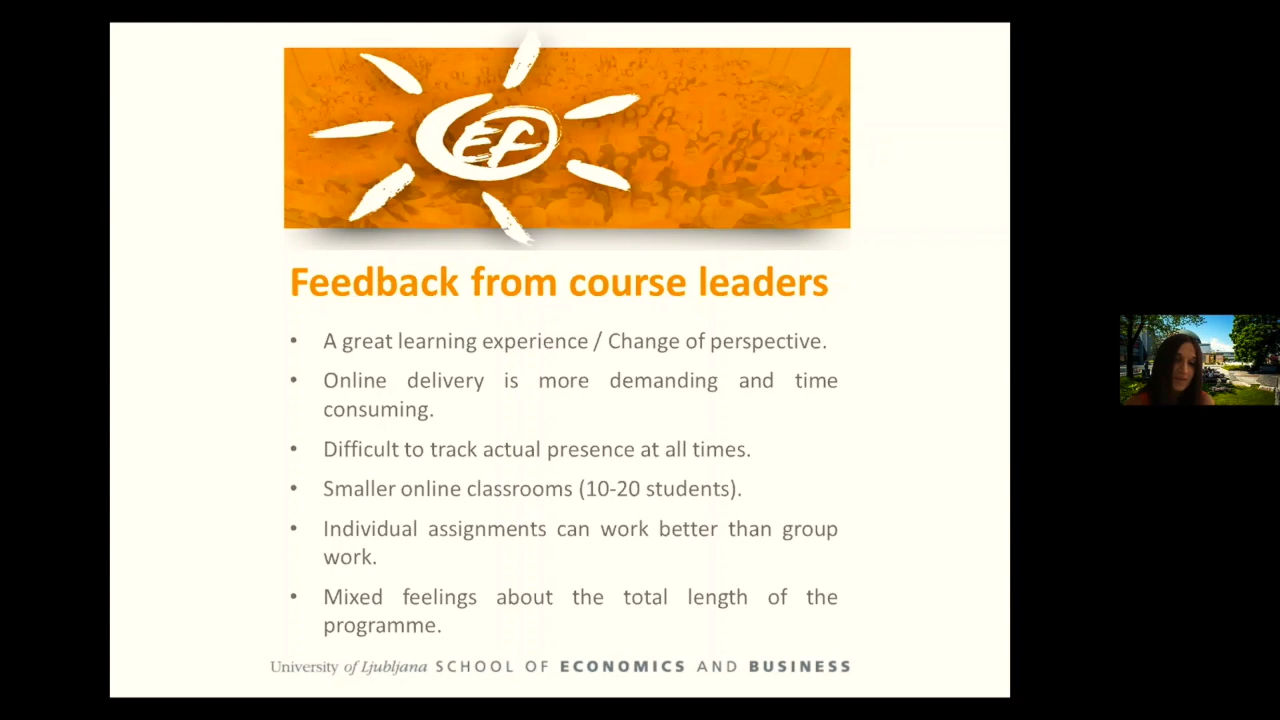 EF
Feedback from course leaders
• A great learning experience / Change of perspective.
• Online delivery is more demanding and time
consuming.
• Difficult to track actual presence at all times.
• Smaller online classrooms (10-20 students).
• Individual assignments can work better than group
work.
• Mixed feelings about the total length of the
programme.
University of Ljubljana SCHOOL OF ECONOMICS AND BUSINESS